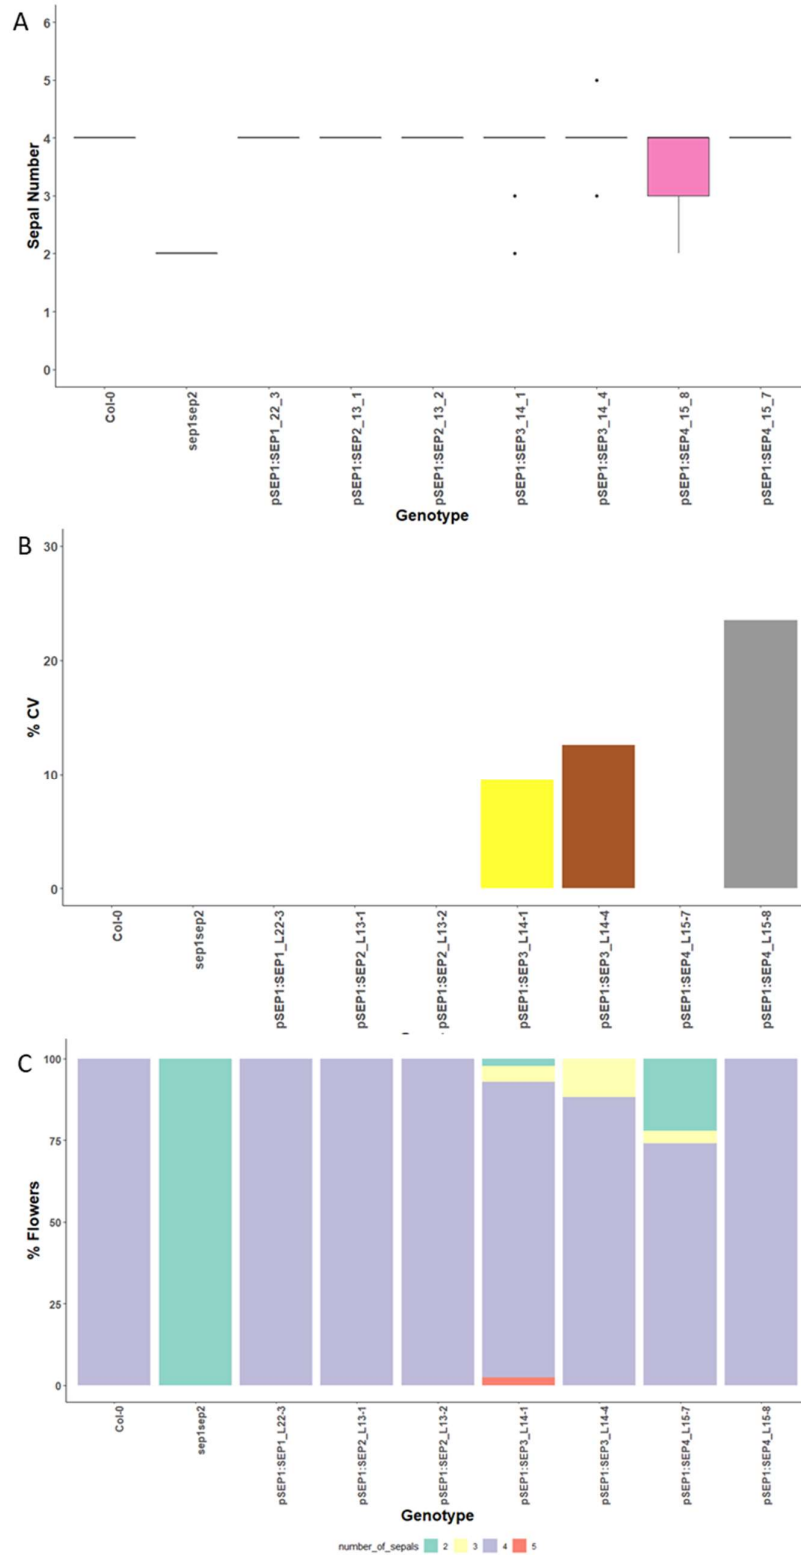 A
6
5
4
3
2
1
0
Sepal Number
Col-0
sep1sep2
pSEP1:SEP1_22_3
pSEP1:SEP2_13_1
pSEP1:SEP2_13_2
pSEP1:SEP3_14_1
pSEP1:SEP3_14_4
pSEP1:SEP4_15_8
pSEP1:SEP4_15_7
Genotype
B
30
20
10
0
% CV
Col-0
sep1sep2
pSEP1:SEP1_L22-3
pSEP1:SEP2_L13-1
pSEP1:SEP2_L13-2
pSEP1:SEP3_L14-1
pSEP1:SEP3_L14-4
pSEP1:SEP4_L15-7
pSEP1:SEP4_L15-8
C
100
75
50
25
0
% Flowers
Col-0
sep1sep2
pSEP1:SEP1_L22-3
pSEP1:SEP2_L13-1
pSEP1:SEP2_L13-2
pSEP1:SEP3_L14-1
pSEP1:SEP3_L14-4
pSEP1:SEP4_L15-7
pSEP1:SEP4_L15-8
Genotype
number_of_sepals 2 3 4 5